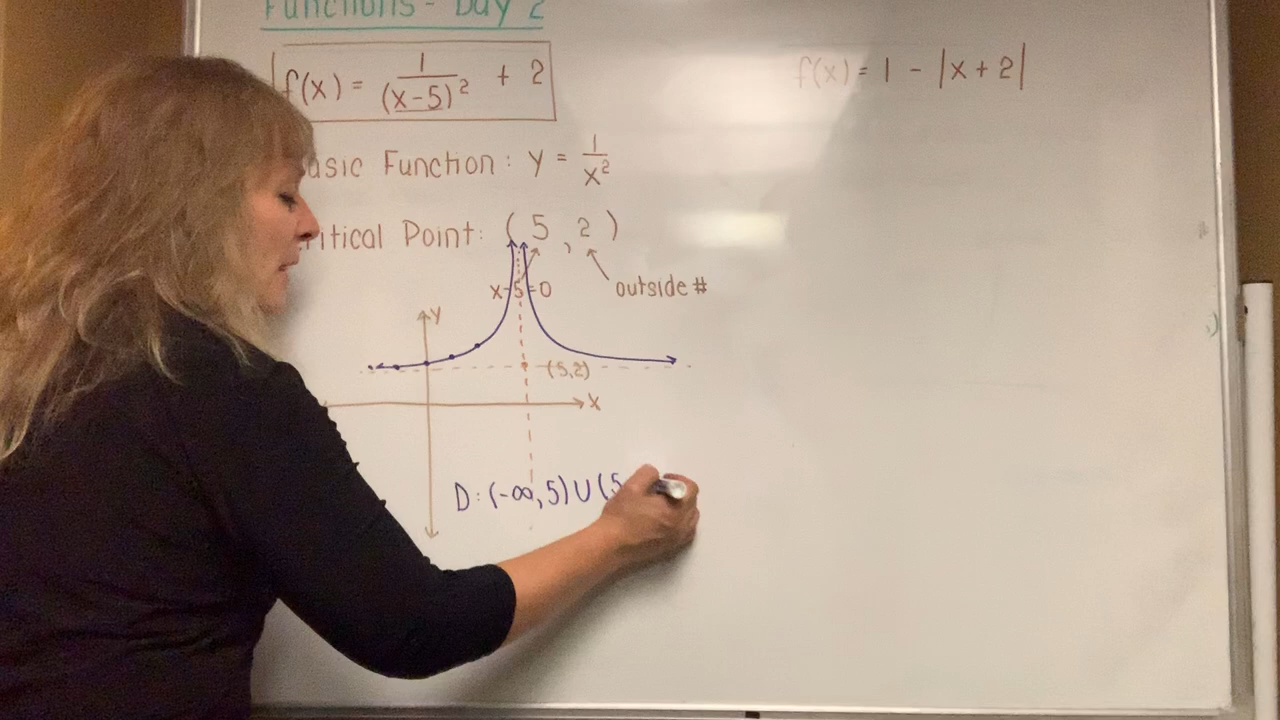 Functions - Day 2
f(x) = 1/(x-5)² + 2
asic Function: y = 1/x²
ritical Point: (5, 2)
x-5=0
outside #
y
(5,2)
x
D: (-∞, 5) ∪ (5
f(x) = 1 - |x+2|